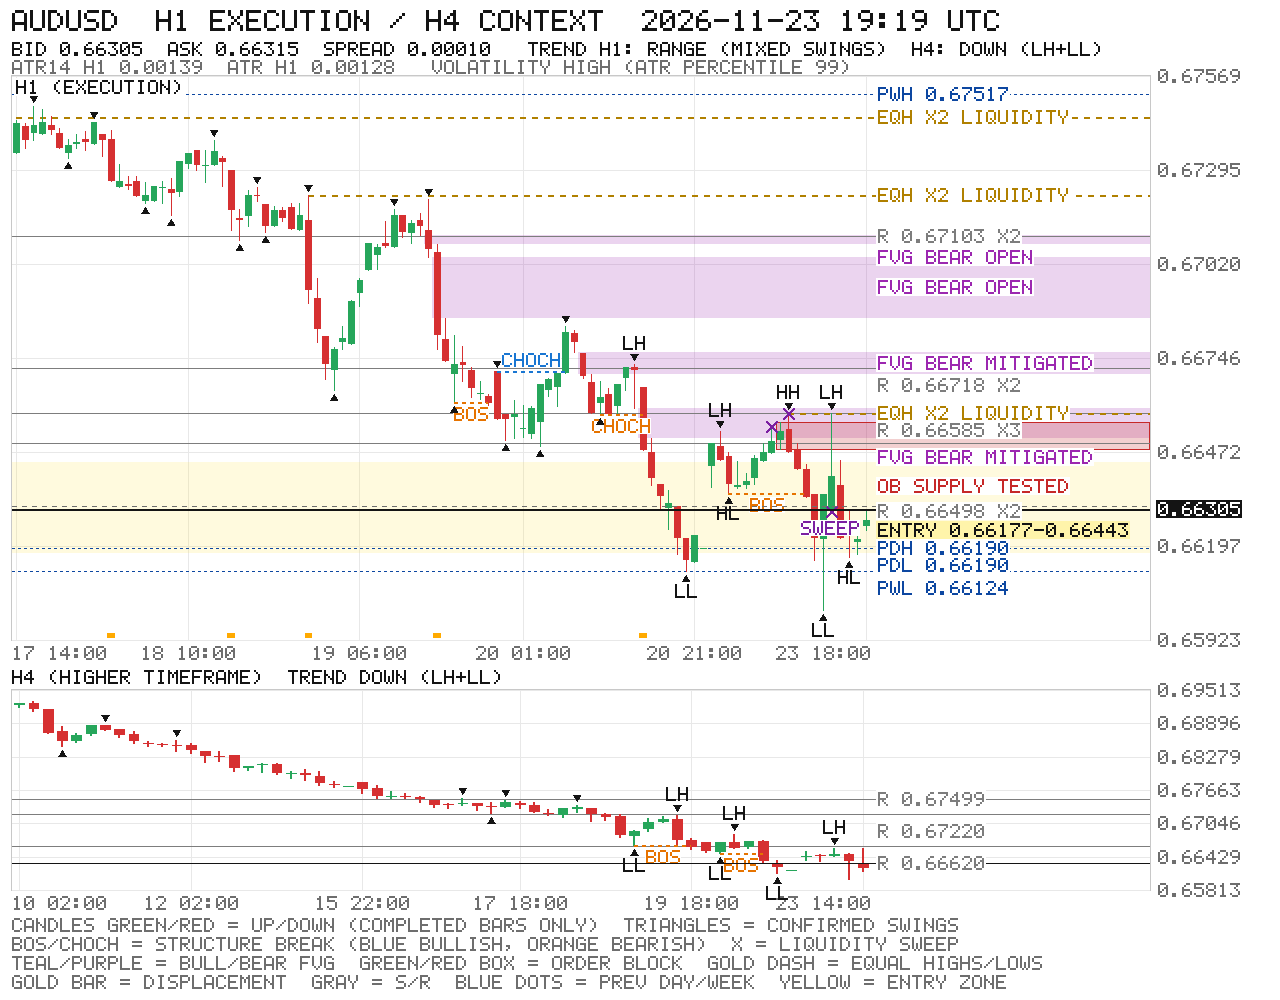 AUDUSD  H1 EXECUTION / H4 CONTEXT  2026-11-23 19:19 UTC
BID 0.66305  ASK 0.66315  SPREAD 0.00010   TREND H1: RANGE (MIXED SWINGS)  H4: DOWN (LH+LL)
ATR14 H1 0.00139  ATR H1 0.00128   VOLATILITY HIGH (ATR PERCENTILE 99)
0.67569
H1 (EXECUTION)
PWH 0.67517
EQH X2 LIQUIDITY
0.67295
EQH X2 LIQUIDITY
R 0.67103 X2
FVG BEAR OPEN
0.67020
FVG BEAR OPEN
LH
CHOCH
FVG BEAR MITIGATED
0.66746
R 0.66718 X2
HH
LH
LH
BOS
CHOCH
EQH X2 LIQUIDITY
R 0.66585 X3
FVG BEAR MITIGATED
0.66472
OB SUPPLY TESTED
HL
BOS
R 0.66498 X2
0.66305
SWEEP
ENTRY 0.66177-0.66443
PDH 0.66190
0.66197
PDL 0.66190
HL
LL
PWL 0.66124
LL
0.65923
17 14:00
18 10:00
19 06:00
20 01:00
20 21:00
23 18:00
H4 (HIGHER TIMEFRAME)  TREND DOWN (LH+LL)
0.69513
0.68896
0.68279
0.67663
LH
R 0.67499
LH
0.67046
LH
R 0.67220
BOS
0.66429
LL
BOS
R 0.66620
LL
LL
0.65813
10 02:00
12 02:00
15 22:00
17 18:00
19 18:00
23 14:00
CANDLES GREEN/RED = UP/DOWN (COMPLETED BARS ONLY)  TRIANGLES = CONFIRMED SWINGS
BOS/CHOCH = STRUCTURE BREAK (BLUE BULLISH, ORANGE BEARISH)  X = LIQUIDITY SWEEP
TEAL/PURPLE = BULL/BEAR FVG  GREEN/RED BOX = ORDER BLOCK  GOLD DASH = EQUAL HIGHS/LOWS
GOLD BAR = DISPLACEMENT  GRAY = S/R  BLUE DOTS = PREV DAY/WEEK  YELLOW = ENTRY ZONE